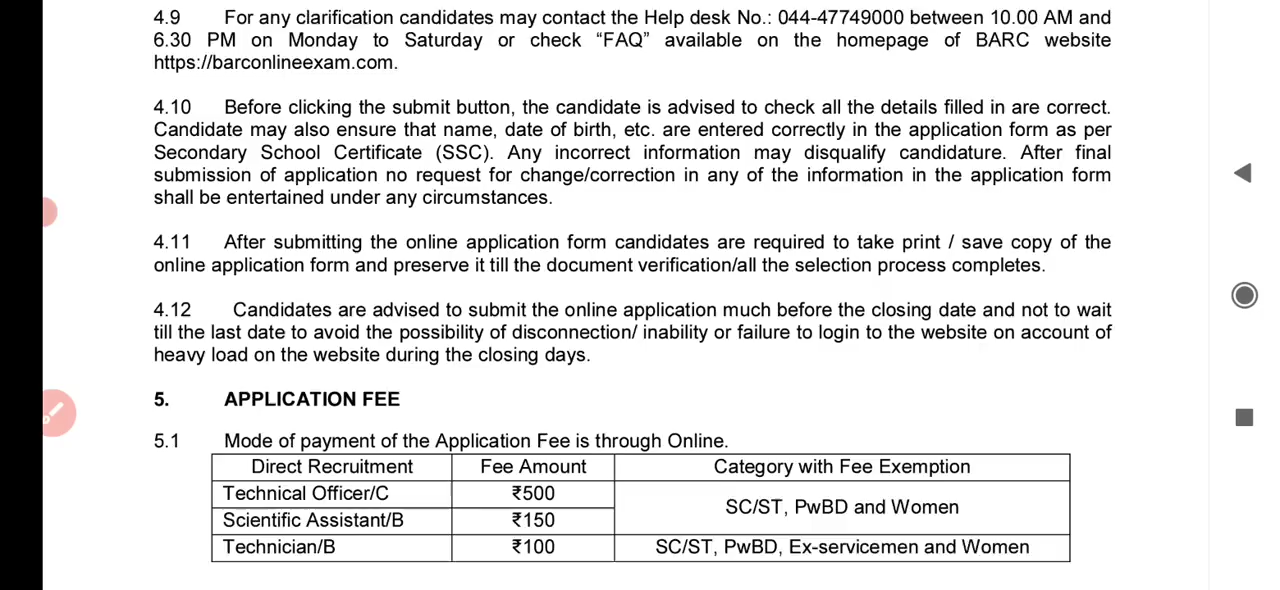 4.9 For any clarification candidates may contact the Help desk No.: 044-47749000 between 10.00 AM and
6.30 PM on Monday to Saturday or check “FAQ” available on the homepage of BARC website
https://barconlineexam.com.
4.10 Before clicking the submit button, the candidate is advised to check all the details filled in are correct.
Candidate may also ensure that name, date of birth, etc. are entered correctly in the application form as per
Secondary School Certificate (SSC). Any incorrect information may disqualify candidature. After final
submission of application no request for change/correction in any of the information in the application form
shall be entertained under any circumstances.
4.11 After submitting the online application form candidates are required to take print / save copy of the
online application form and preserve it till the document verification/all the selection process completes.
4.12 Candidates are advised to submit the online application much before the closing date and not to wait
till the last date to avoid the possibility of disconnection/ inability or failure to login to the website on account of
heavy load on the website during the closing days.
5. APPLICATION FEE
5.1 Mode of payment of the Application Fee is through Online.
Direct Recruitment Fee Amount Category with Fee Exemption
Technical Officer/C ₹500
SC/ST, PwBD and Women
Scientific Assistant/B ₹150
Technician/B ₹100 SC/ST, PwBD, Ex-servicemen and Women